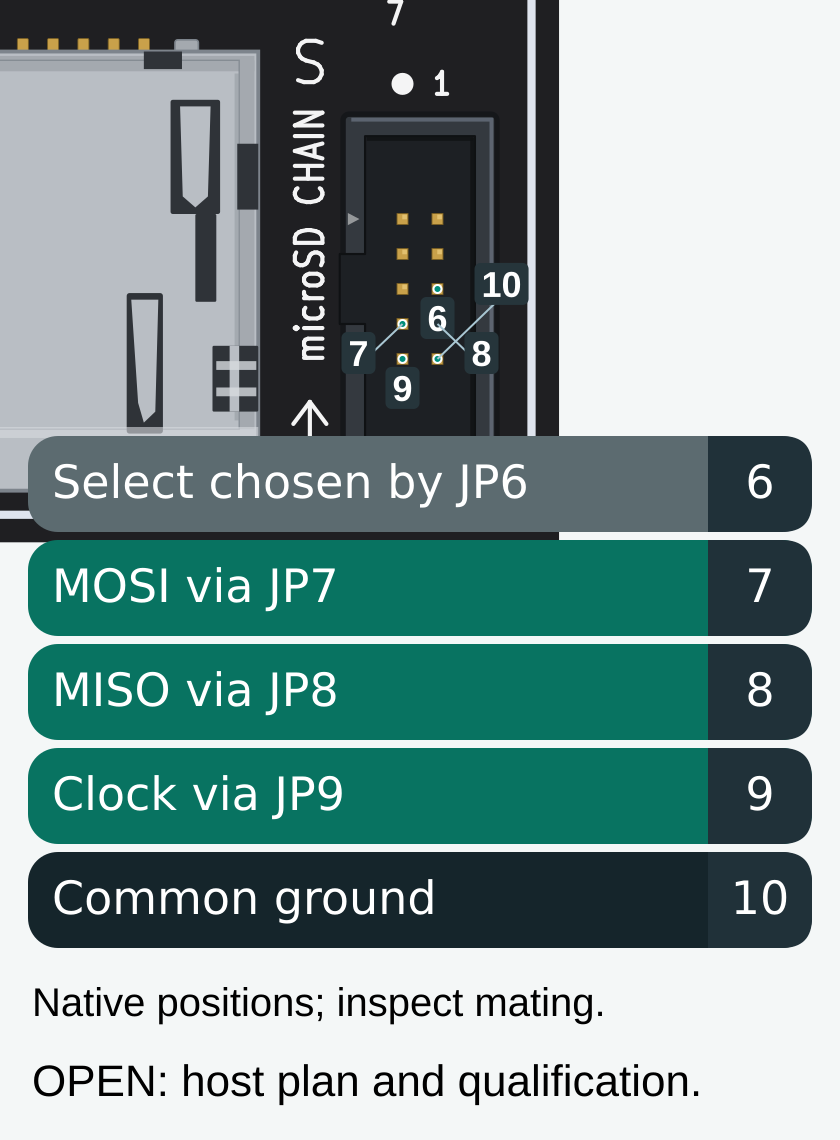 7
S
1
microSD CHAIN
10
6
7
8
9
Select chosen by JP6 6
MOSI via JP7 7
MISO via JP8 8
Clock via JP9 9
Common ground 10
Native positions; inspect mating.
OPEN: host plan and qualification.